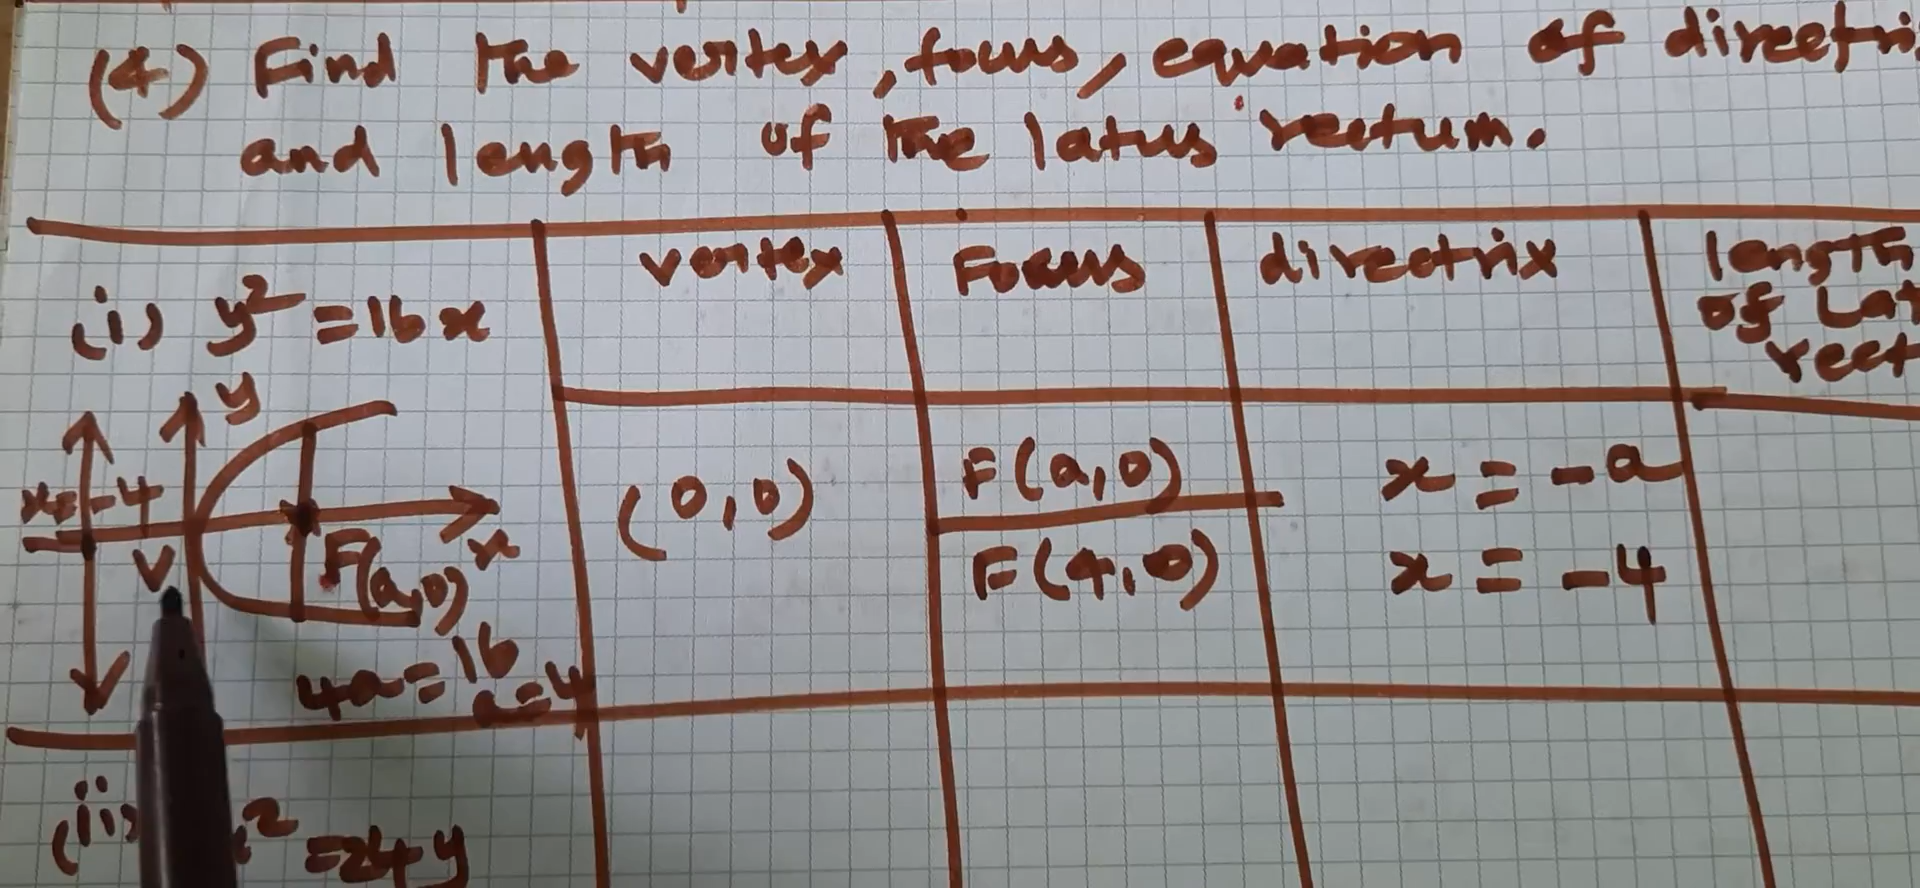 (4) Find the vertex, focus, equation of directri
and length of the latus rectum.
vertex
Focus
directrix
length
of Lat
rect
(i) y² = 16x
y
x=-4
V
F(a,0)
x
4a=16
a=4
(0,0)
F(a,0)
F(4,0)
x = -a
x = -4
(ii) x² = 24y